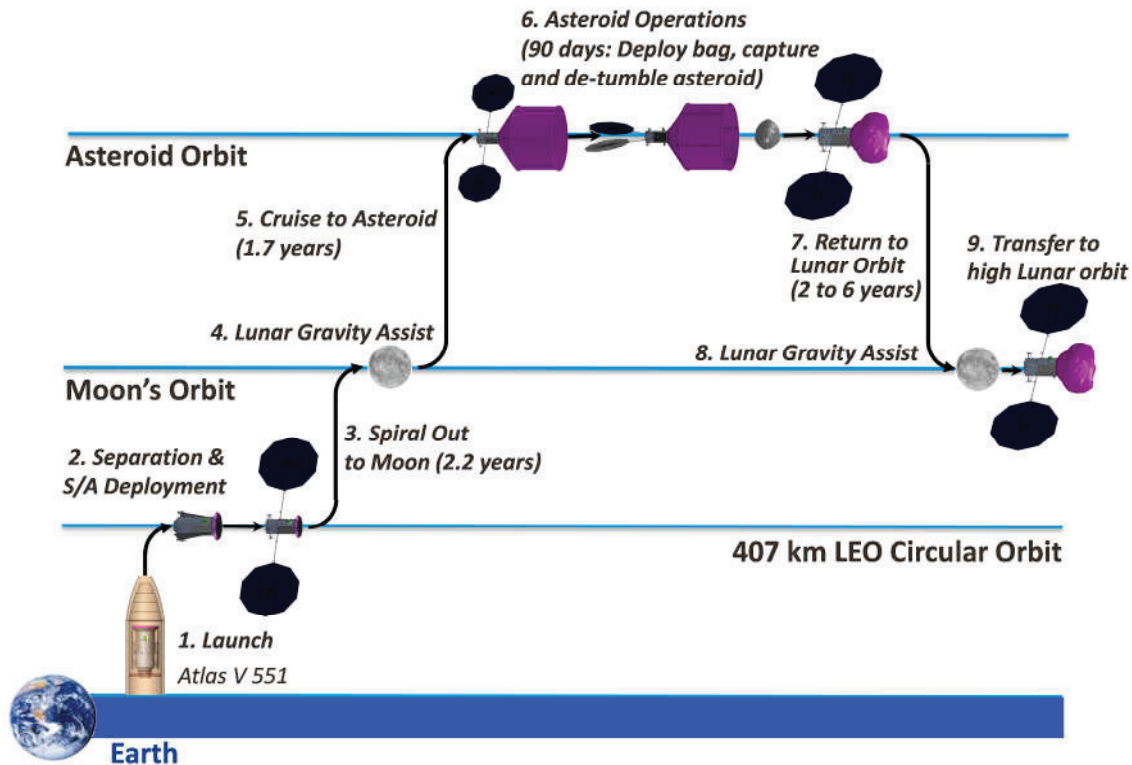 6. Asteroid Operations
(90 days: Deploy bag, capture
and de-tumble asteroid)
Asteroid Orbit
5. Cruise to Asteroid
(1.7 years)
7. Return to
Lunar Orbit
(2 to 6 years)
9. Transfer to
high Lunar orbit
4. Lunar Gravity Assist
8. Lunar Gravity Assist
Moon's Orbit
3. Spiral Out
to Moon (2.2 years)
2. Separation &
S/A Deployment
407 km LEO Circular Orbit
1. Launch
Atlas V 551
Earth